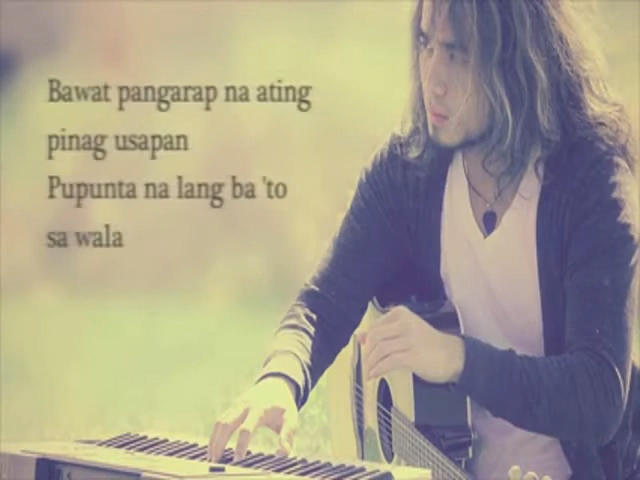 Bawat pangarap na ating
pinag usapan
Pupunta na lang ba 'to
sa wala